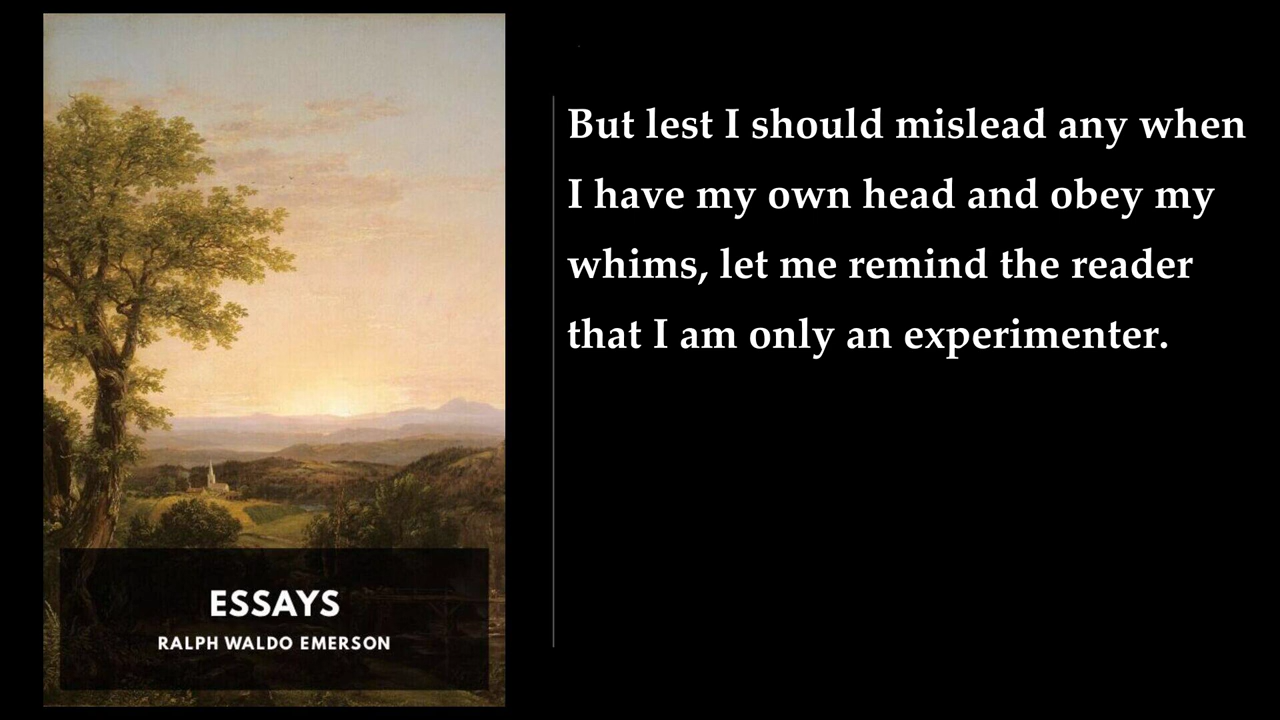 ESSAYS
RALPH WALDO EMERSON
But lest I should mislead any when
I have my own head and obey my
whims, let me remind the reader
that I am only an experimenter.